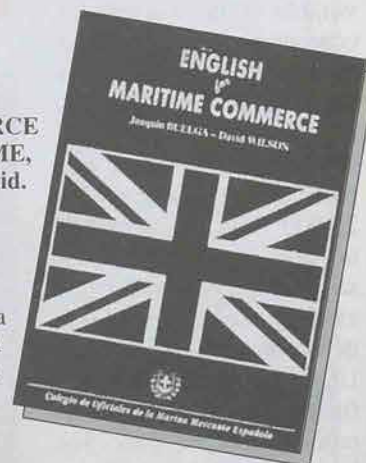 ENGLISH
for
MARITIME COMMERCE
Joaquín BUELGA – David WILSON
Colegio de Oficiales de la Marina Mercante Española
RCE
ME,
id.
a